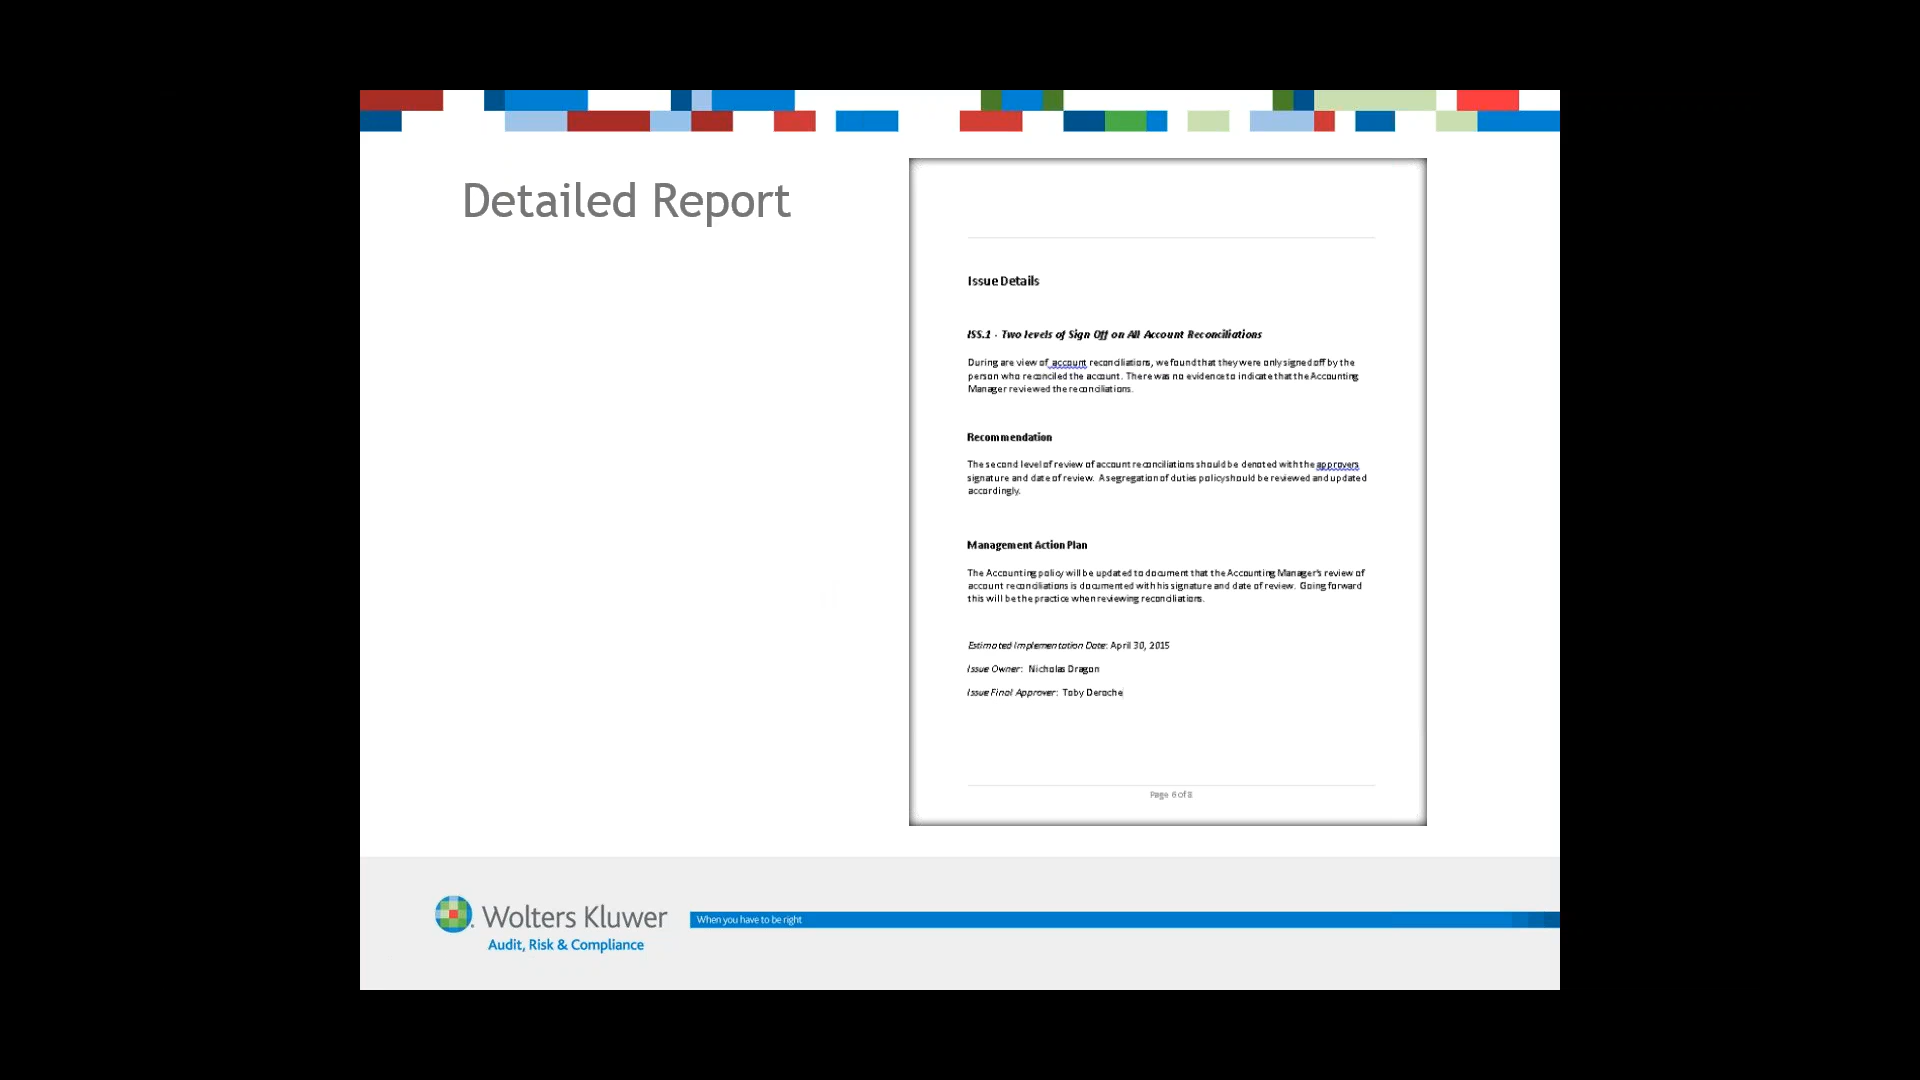 Detailed Report
Issue Details
ISS.1 - Two levels of Sign Off on All Account Reconciliations
During are view of account reconciliations, we found that they were only signed off by the
person who reconciled the account. There was no evidence to indicate that the Accounting
Manager reviewed the reconciliations.
Recommendation
The second level of review of account reconciliations should be denoted with the approvers
signature and date of review. A segregation of duties policy should be reviewed and updated
accordingly.
Management Action Plan
The Accounting policy will be updated to document that the Accounting Manager's review of
account reconciliations is documented with his signature and date of review. Going forward
this will be the practice when reviewing reconciliations.
Estimated Implementation Date: April 30, 2015
Issue Owner: Nicholas Dragon
Issue Final Approver: Toby Deroche
Page 6 of 8
Wolters Kluwer
When you have to be right
Audit, Risk & Compliance